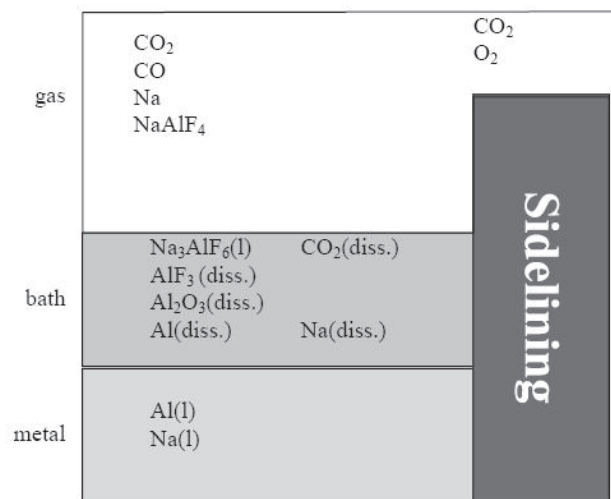 CO₂
CO
Na
NaAlF₄
CO₂
O₂
gas
Na₃AlF₆(l) CO₂(diss.)
AlF₃ (diss.)
Al₂O₃(diss.)
Al(diss.) Na(diss.)
bath
Al(l)
Na(l)
metal
Sidelining